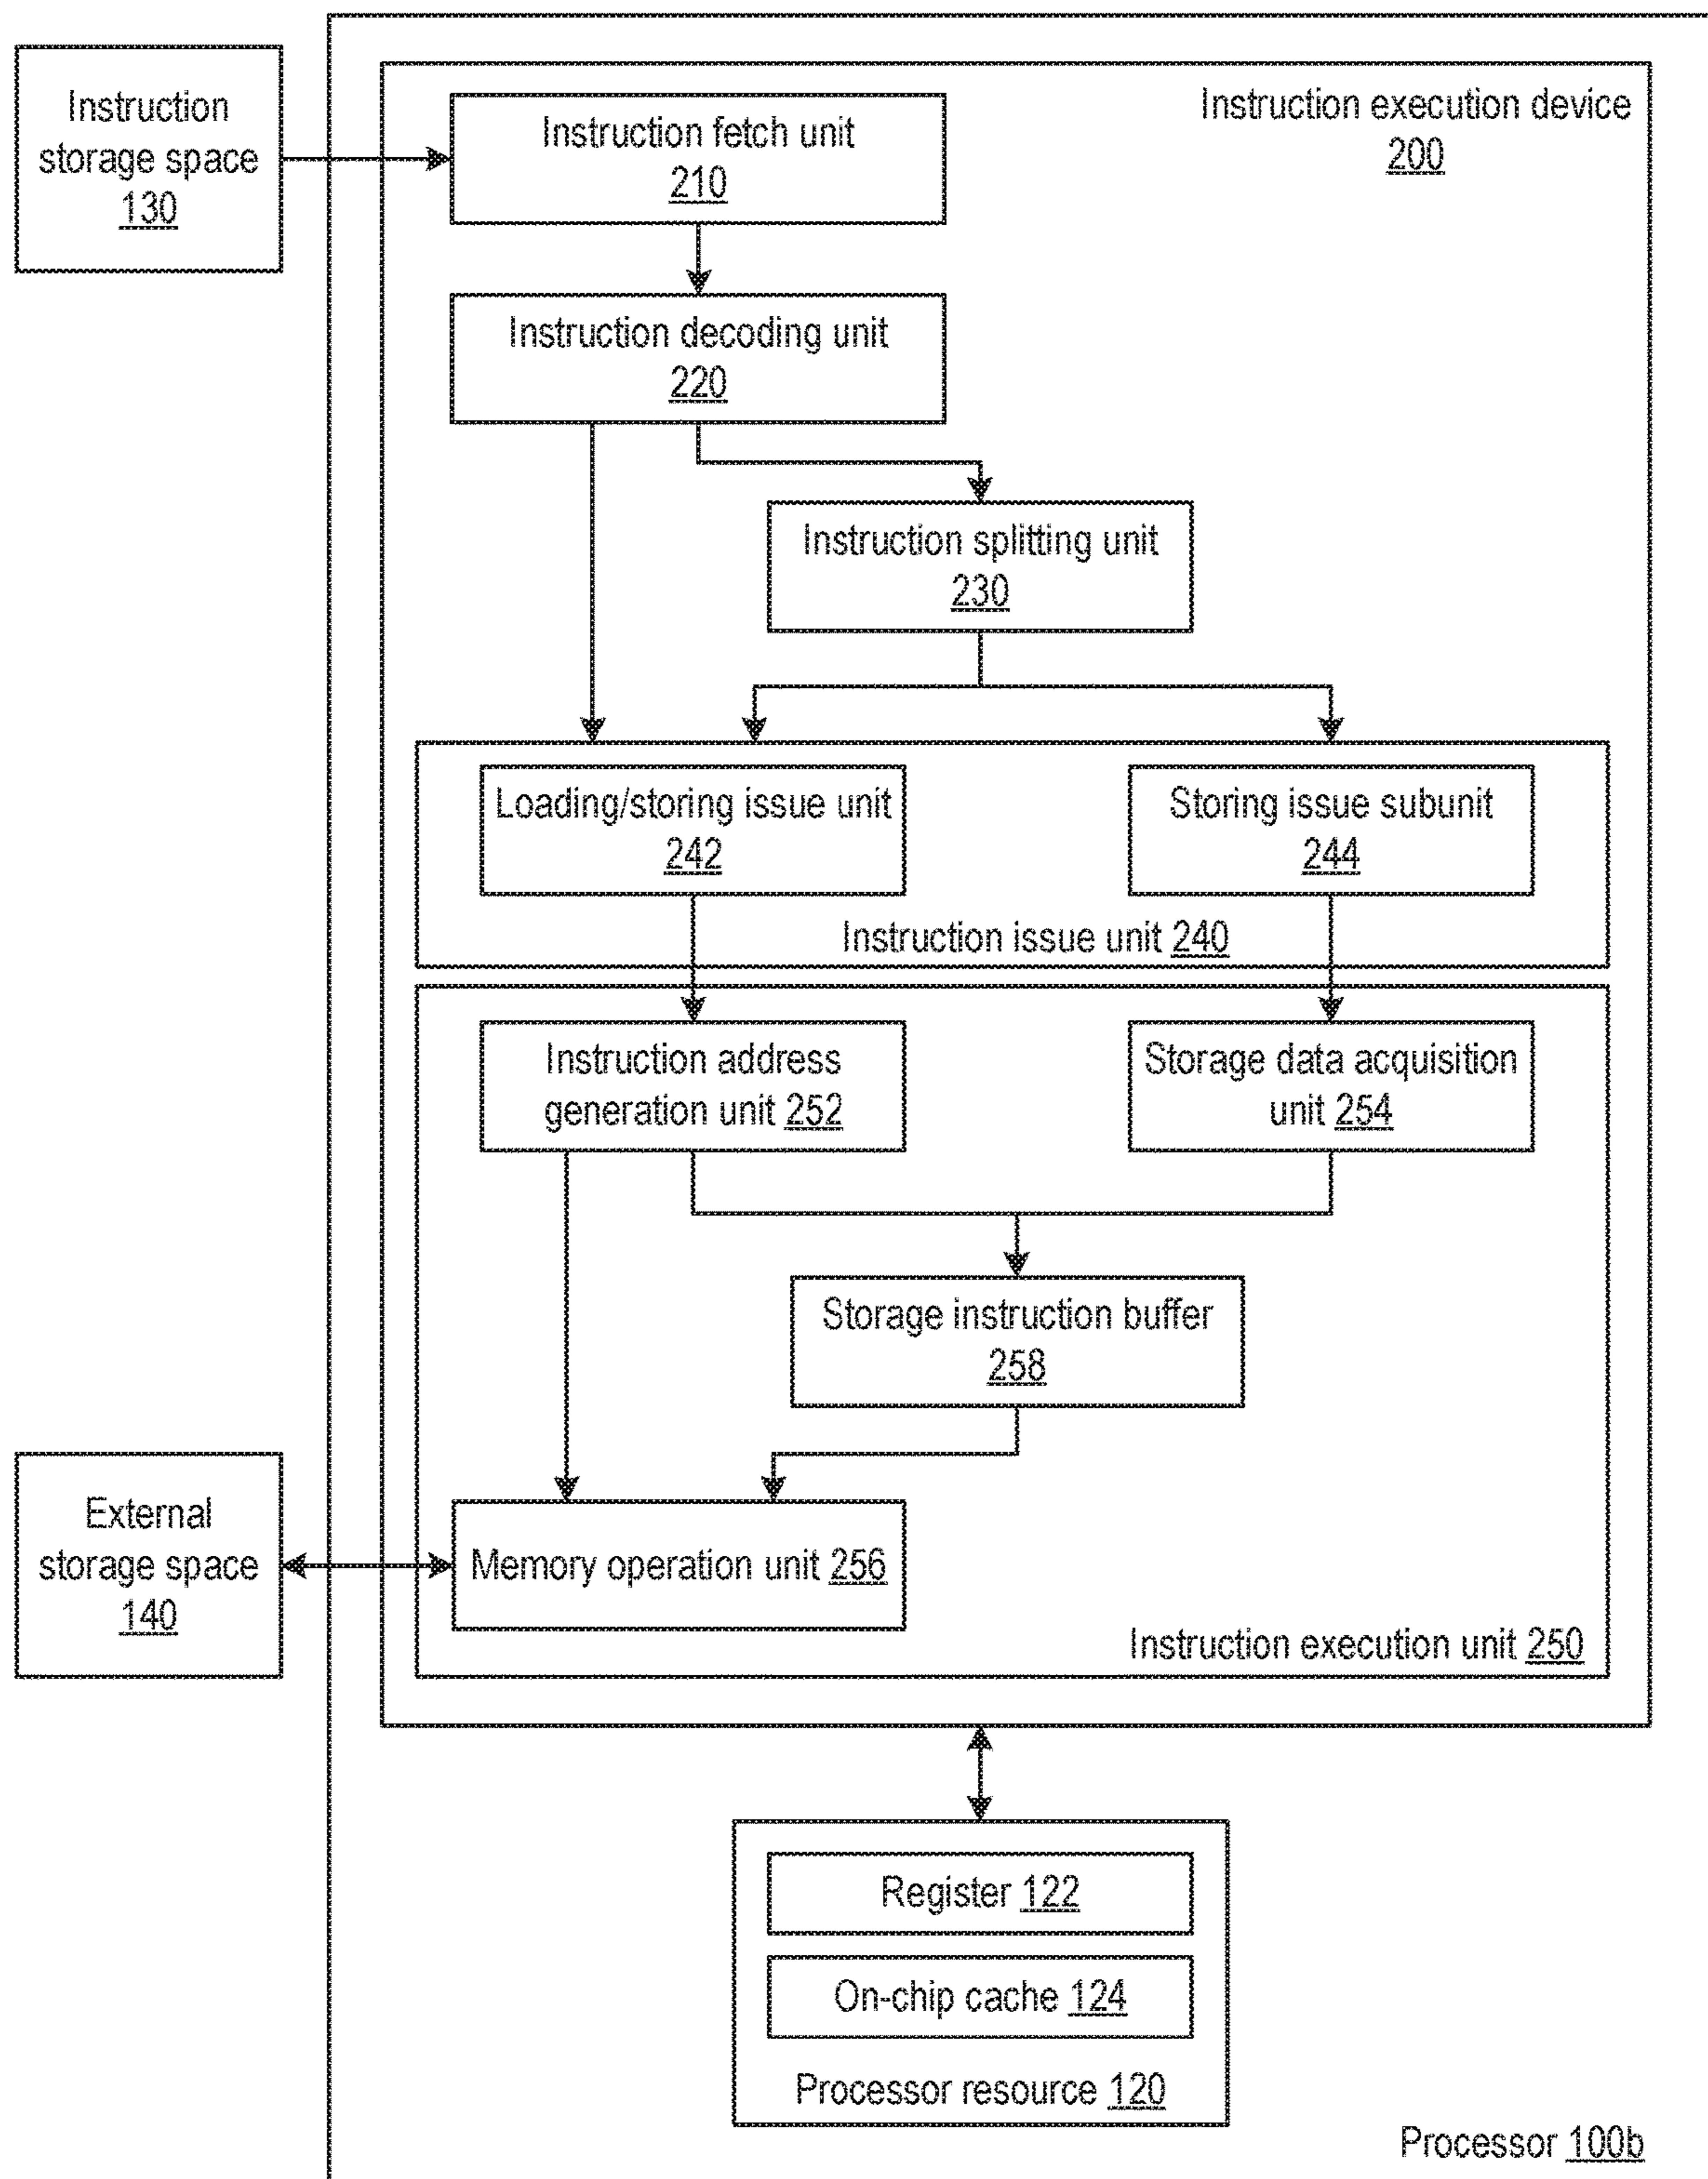 Instruction
storage space
130
Instruction execution device
200
Instruction fetch unit
210
Instruction decoding unit
220
Instruction splitting unit
230
Loading/storing issue unit
242
Storing issue subunit
244
Instruction issue unit 240
Instruction address
generation unit 252
Storage data acquisition
unit 254
Storage instruction buffer
258
External
storage space
140
Memory operation unit 256
Instruction execution unit 250
Register 122
On-chip cache 124
Processor resource 120
Processor 100b